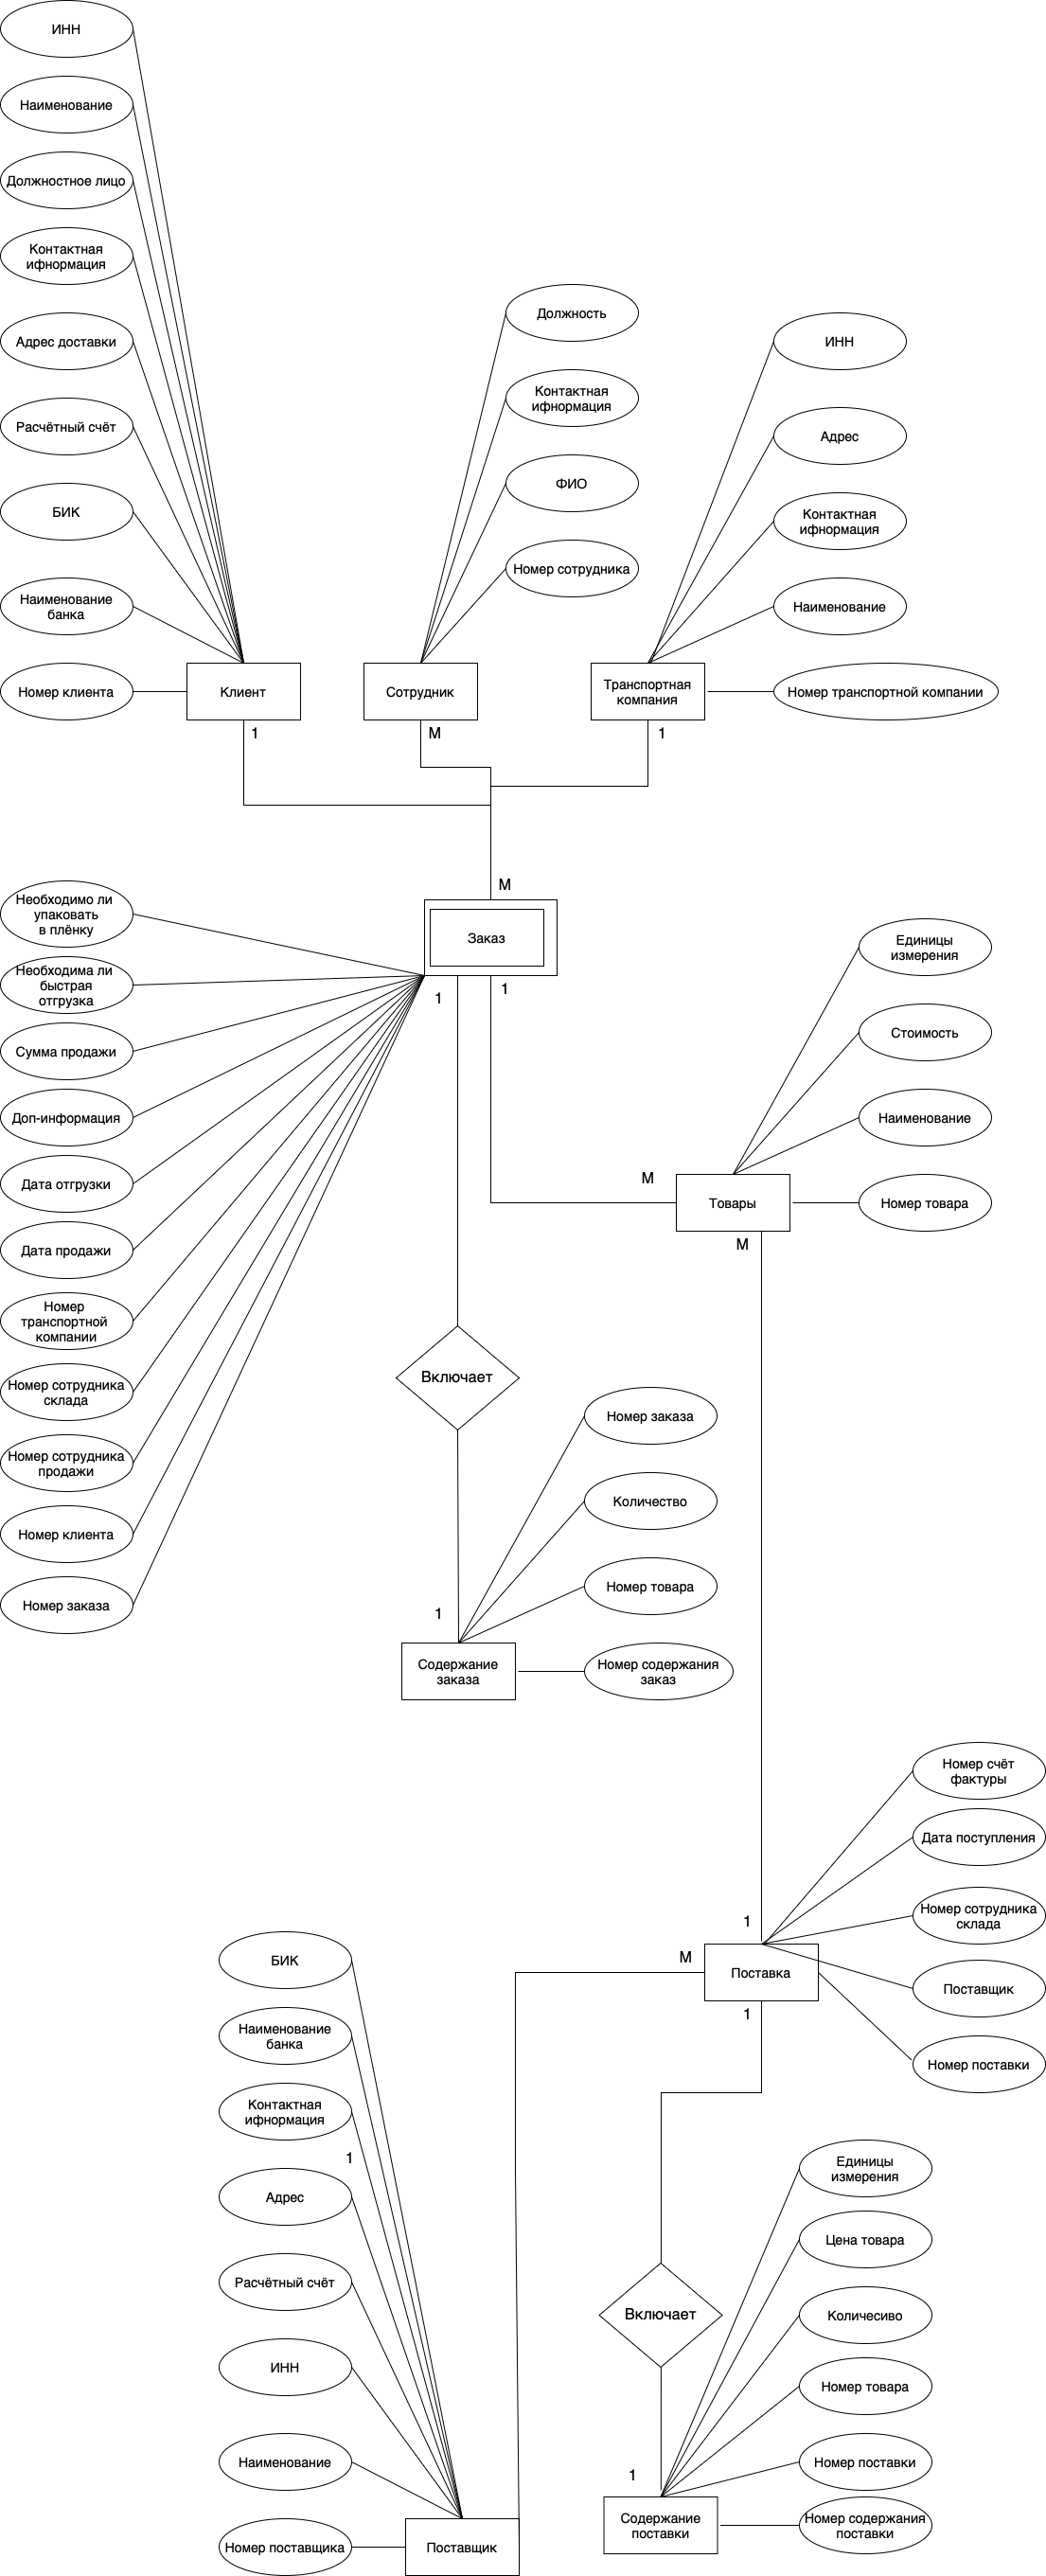 ИНН
Наименование
Должностное лицо
Контактная
ифнормация
Адрес доставки
Расчётный счёт
БИК
Наименование
банка
Номер клиента
Клиент
1
Должность
Контактная
ифнормация
ФИО
Номер сотрудника
Сотрудник
М
ИНН
Адрес
Контактная
ифнормация
Наименование
Номер транспортной компании
Транспортная
компания
1
М
Заказ
1
1
Необходимо ли
упаковать
в плёнку
Необходима ли
быстрая
отгрузка
Сумма продажи
Доп-информация
Дата отгрузки
Дата продажи
Номер
транспортной
компании
Номер сотрудника
склада
Номер сотрудника
продажи
Номер клиента
Номер заказа
Единицы
измерения
Стоимость
Наименование
Номер товара
М
Товары
М
Включает
Номер заказа
Количество
Номер товара
1
Содержание
заказа
Номер содержания
заказ
Номер счёт
фактуры
Дата поступления
Номер сотрудника
склада
Поставщик
Номер поставки
1
М
Поставка
1
БИК
Наименование
банка
Контактная
ифнормация
1
Адрес
Расчётный счёт
ИНН
Наименование
Номер поставщика
Поставщик
Включает
Единицы
измерения
Цена товара
Количесиво
Номер товара
Номер поставки
Номер содержания
поставки
1
Содержание
поставки